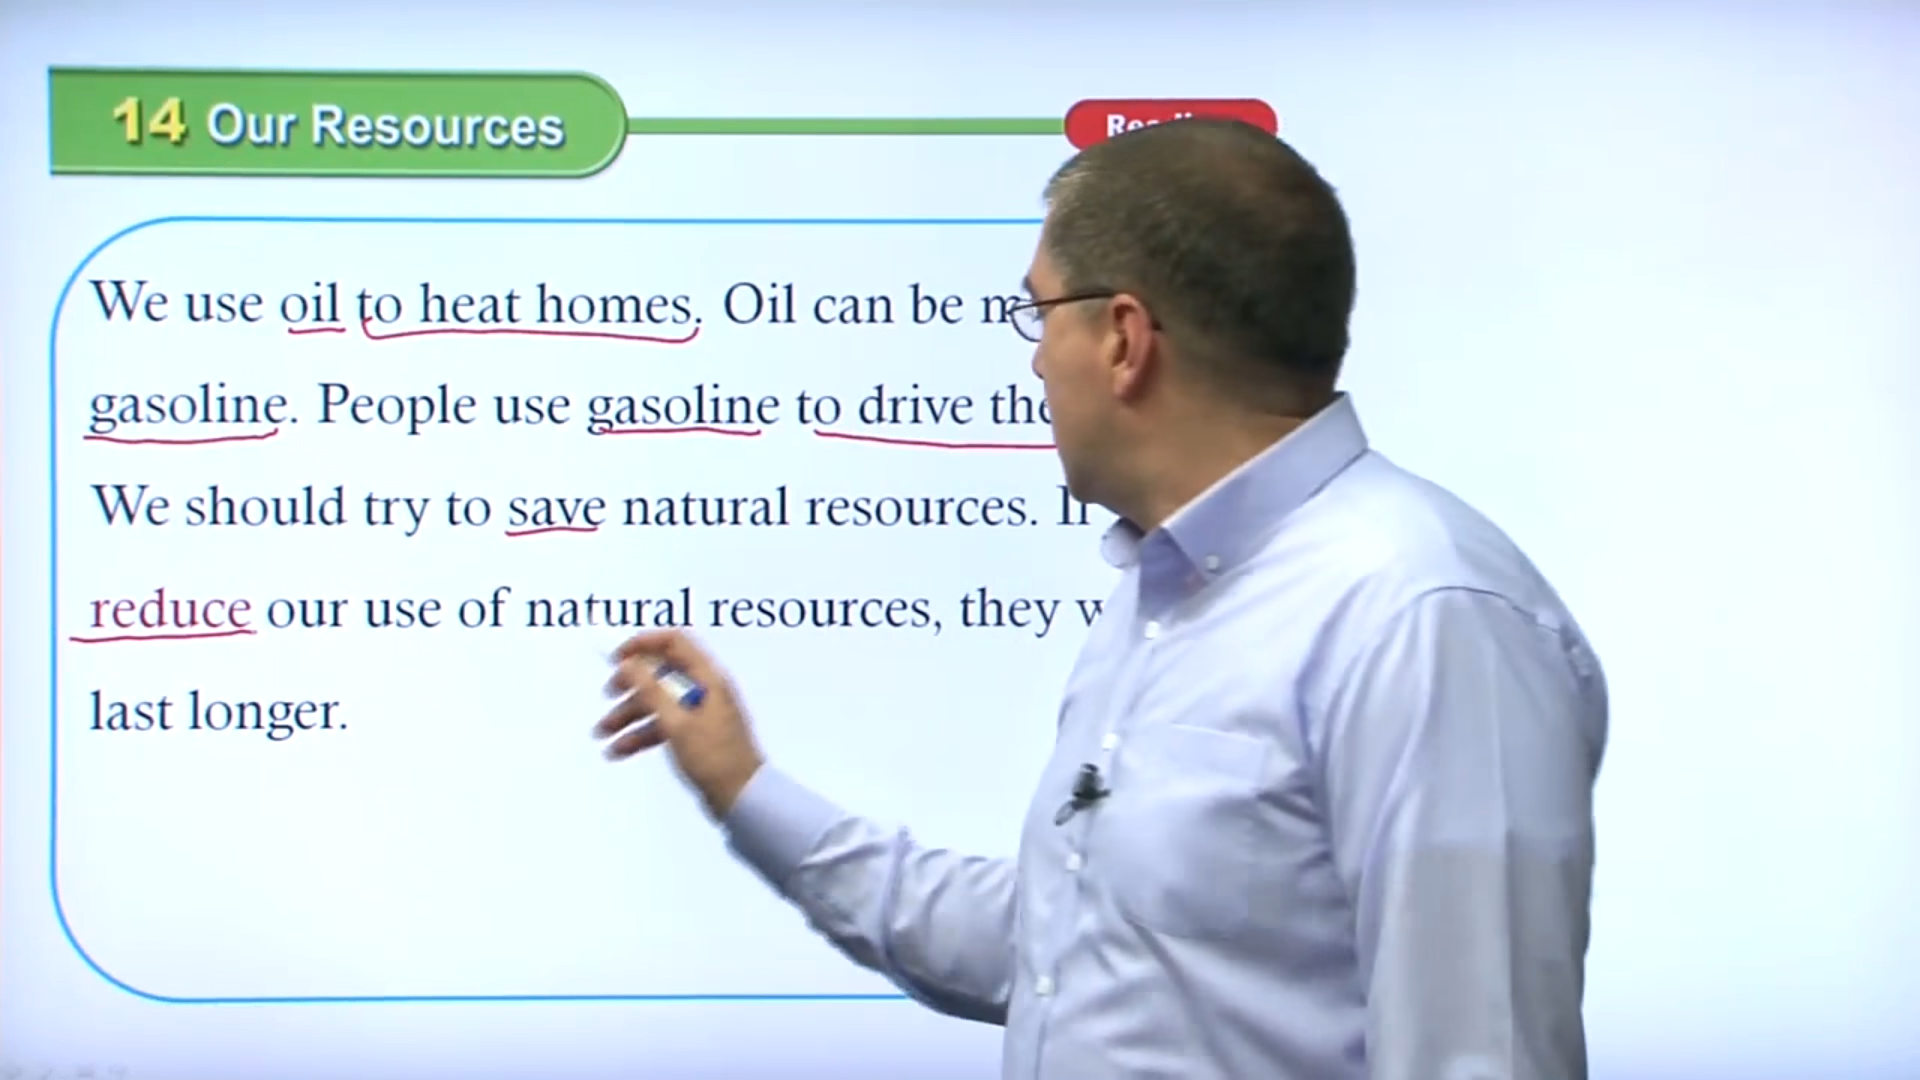 14 Our Resources
We use oil to heat homes. Oil can be
gasoline. People use gasoline to drive
We should try to save natural resources.
reduce our use of natural resources, they
last longer.